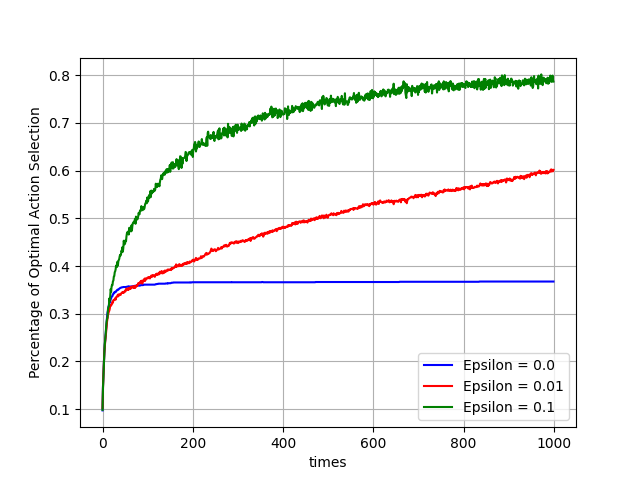 0.8
0.7
0.6
0.5
0.4
0.3
0.2
0.1
Percentage of Optimal Action Selection
0 200 400 600 800 1000
times
Epsilon = 0.0
Epsilon = 0.01
Epsilon = 0.1